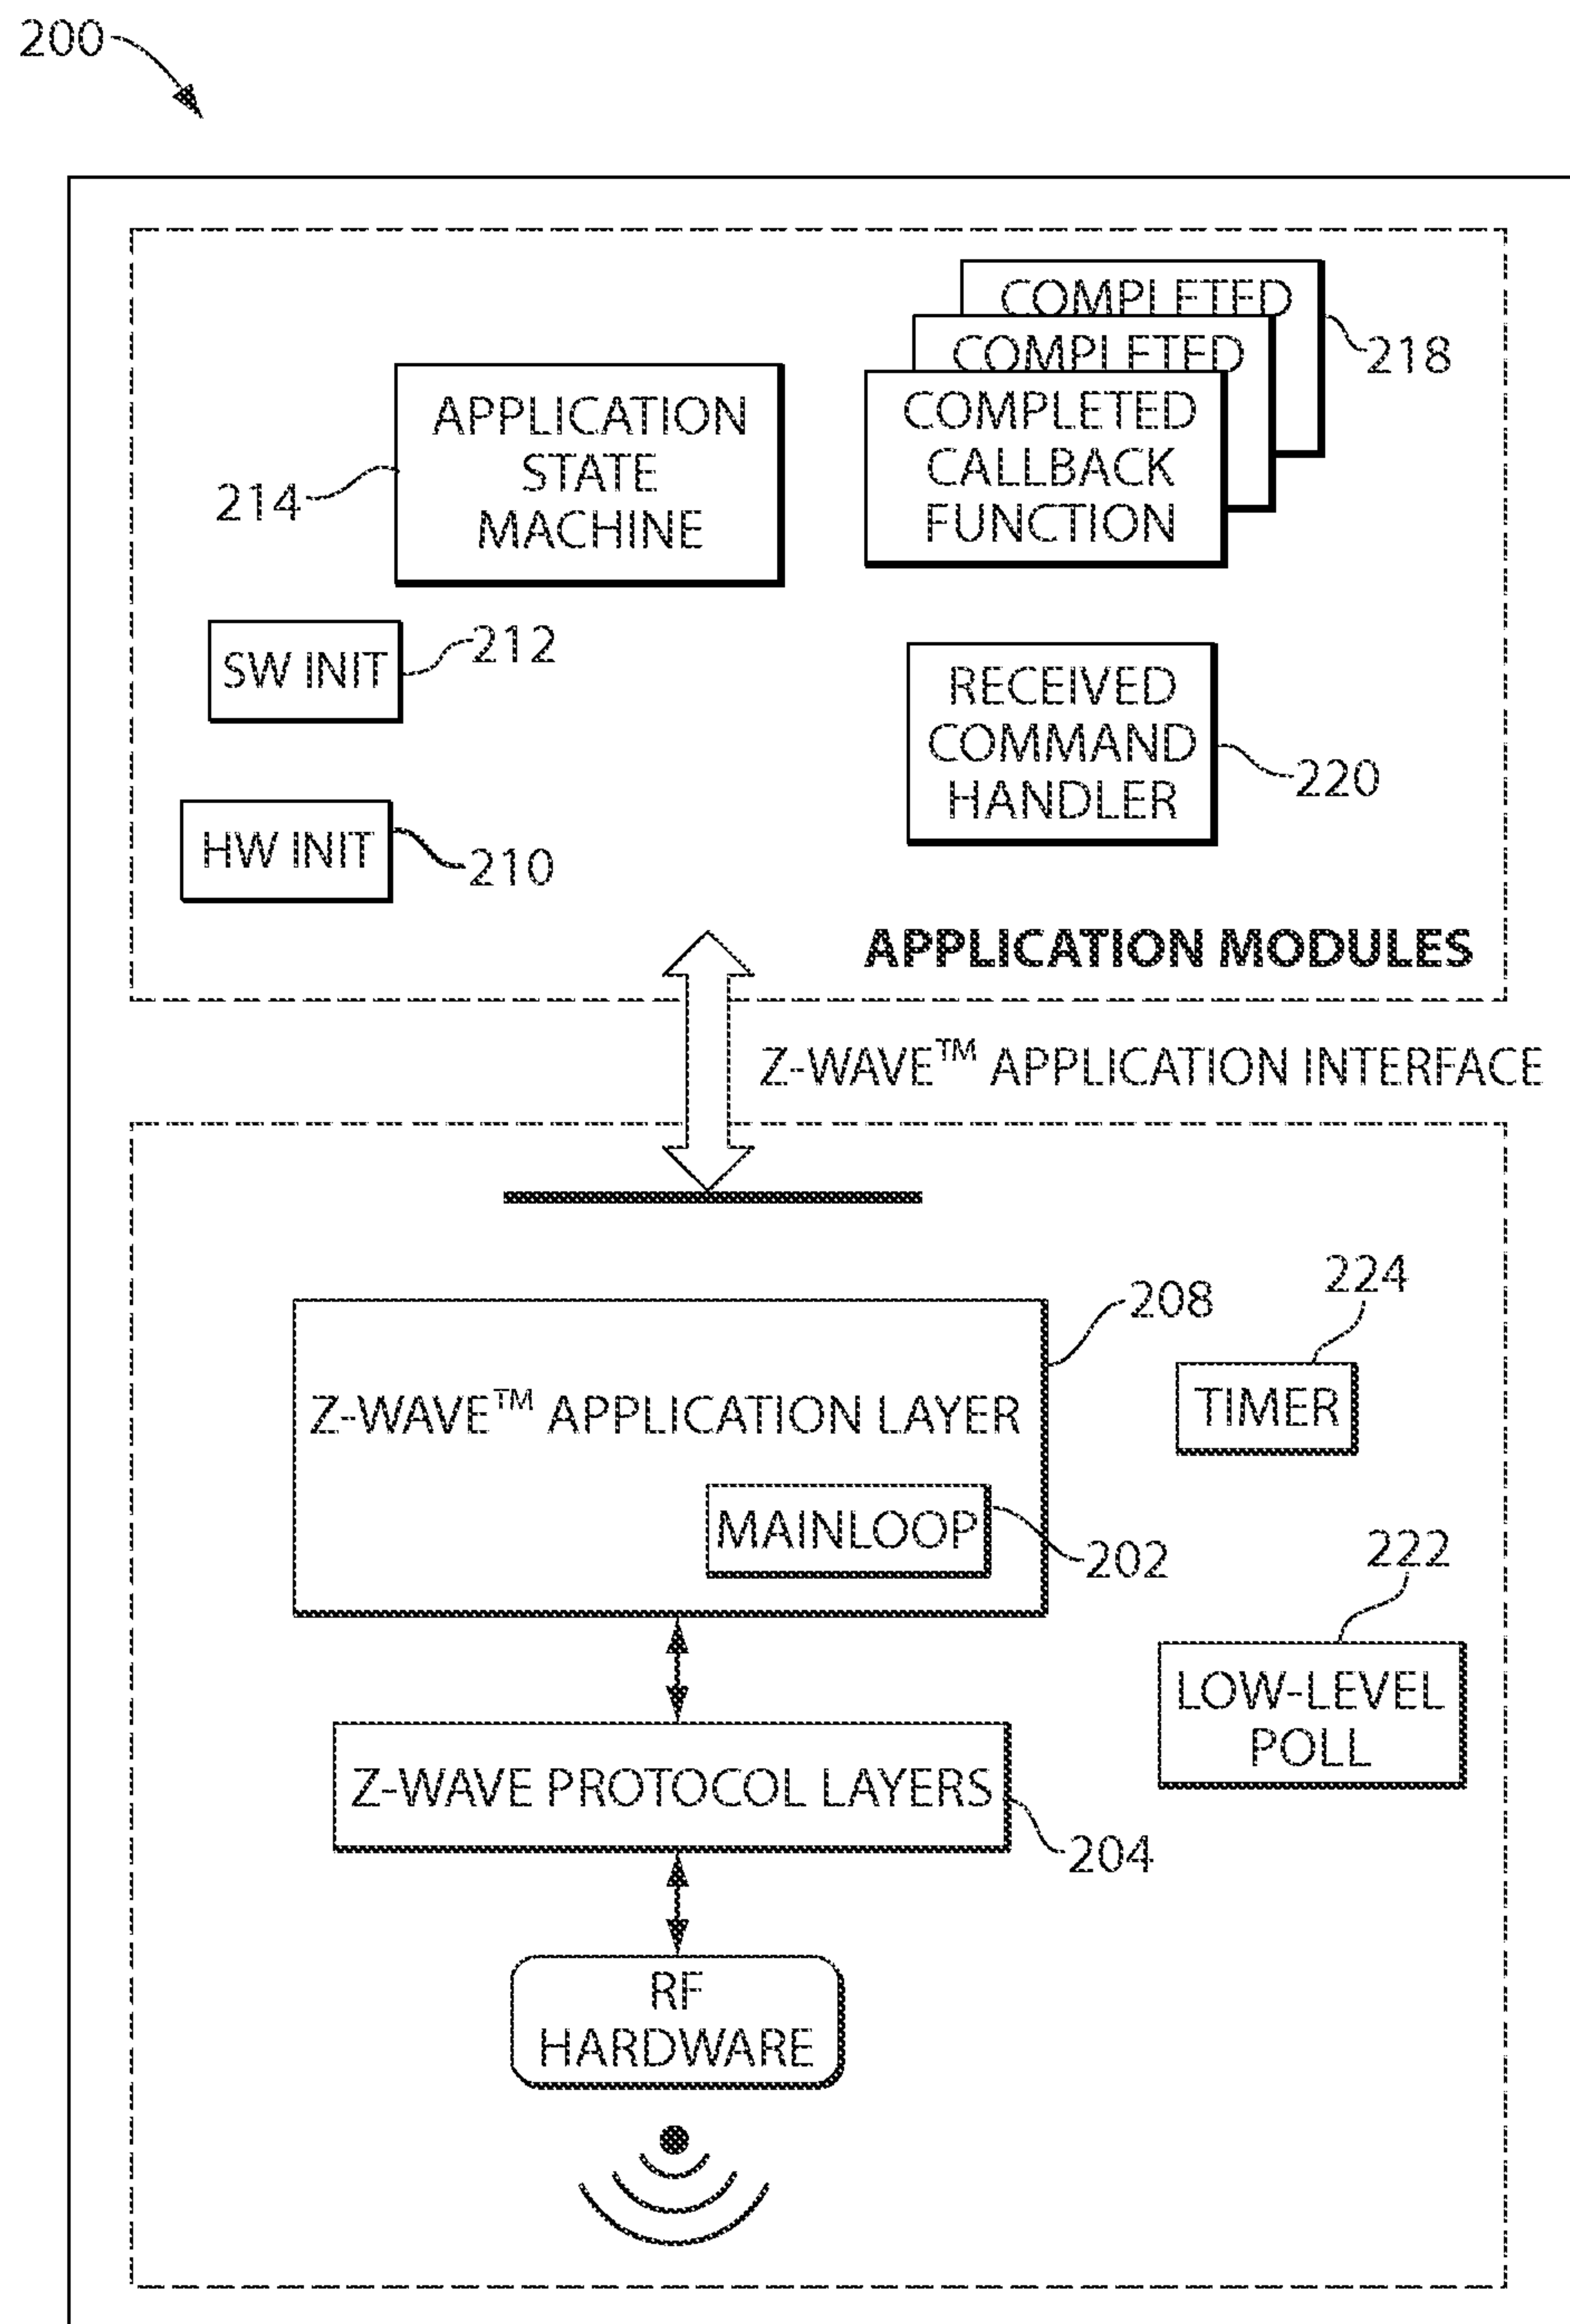 200
COMPLETED
COMPLETED
218
COMPLETED
CALLBACK
FUNCTION
APPLICATION
STATE
MACHINE
214
SW INIT
212
RECEIVED
COMMAND
HANDLER
220
HW INIT
210
APPLICATION MODULES
Z-WAVE™ APPLICATION INTERFACE
208
224
Z-WAVE™ APPLICATION LAYER
TIMER
MAINLOOP
202
222
LOW-LEVEL
POLL
Z-WAVE PROTOCOL LAYERS
204
RF
HARDWARE